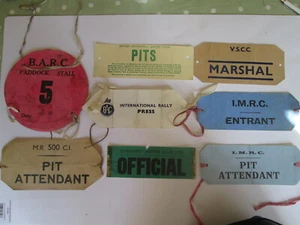 B.A.R.C
PADDOCK STALL
5
PITS
V.S.C.C
MARSHAL
INTERNATIONAL RALLY
PRESS
I.M.R.C.
ENTRANT
500 C.I.
PIT
ATTENDANT
OFFICIAL
I.M.R.C.
PIT
ATTENDANT